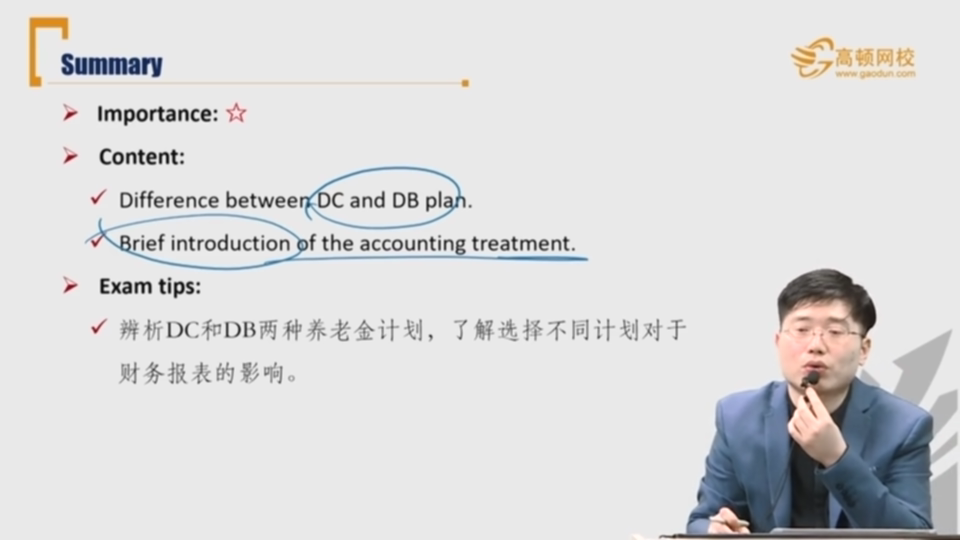 Summary
高顿网校
www.gaodun.com
Importance: ☆
Content:
Difference between DC and DB plan.
Brief introduction of the accounting treatment.
Exam tips:
辨析DC和DB两种养老金计划，了解选择不同计划对于
财务报表的影响。